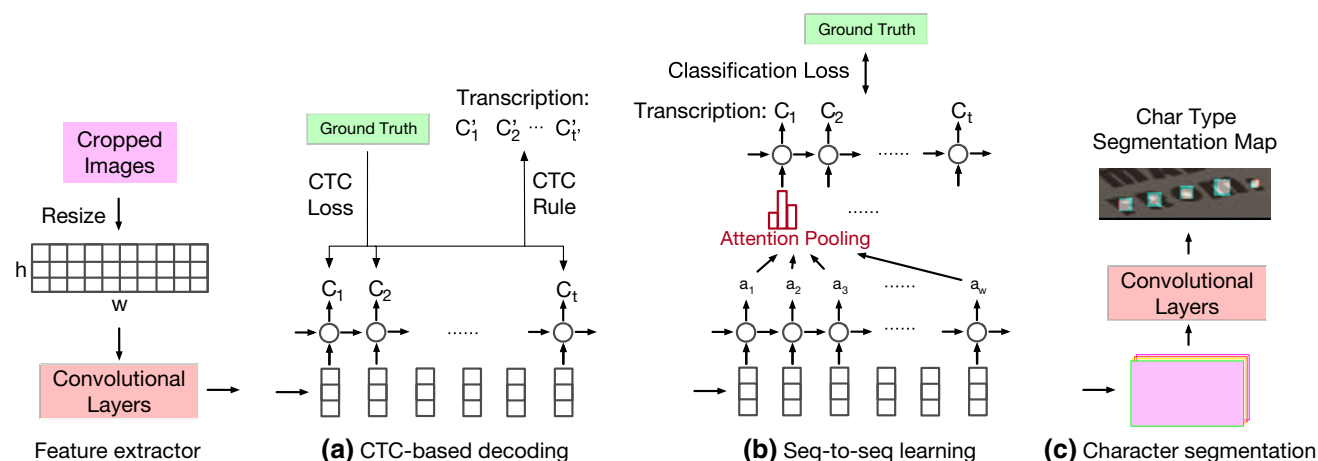 Cropped
Images
Resize
h
w
Convolutional
Layers
Feature extractor
Ground Truth
Transcription:
C'1 C'2 ... C't'
CTC
Loss
CTC
Rule
C1 C2 Ct
......
(a) CTC-based decoding
Ground Truth
Classification Loss
Transcription: C1 C2 Ct
......
......
Attention Pooling
a1 a2 a3 ...... aw
......
(b) Seq-to-seq learning
Char Type
Segmentation Map
Convolutional
Layers
(c) Character segmentation